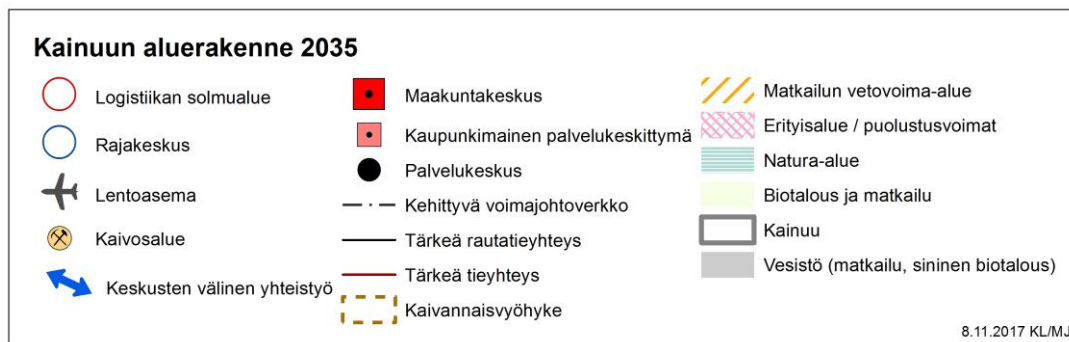 Kainuun aluerakenne 2035
Logistiikan solmualue
Rajakeskus
Lentoasema
Kaivosalue
Keskusten välinen yhteistyö
Maakuntakeskus
Kaupunkimainen palvelukeskittymä
Palvelukeskus
Kehittyvä voimajohtoverkko
Tärkeä rautatieyhteys
Tärkeä tieyhteys
Kaivannaisvyöhyke
Matkailun vetovoima-alue
Erityisalue / puolustusvoimat
Natura-alue
Biotalous ja matkailu
Kainuu
Vesistö (matkailu, sininen biotalous)
8.11.2017 KL/MJ